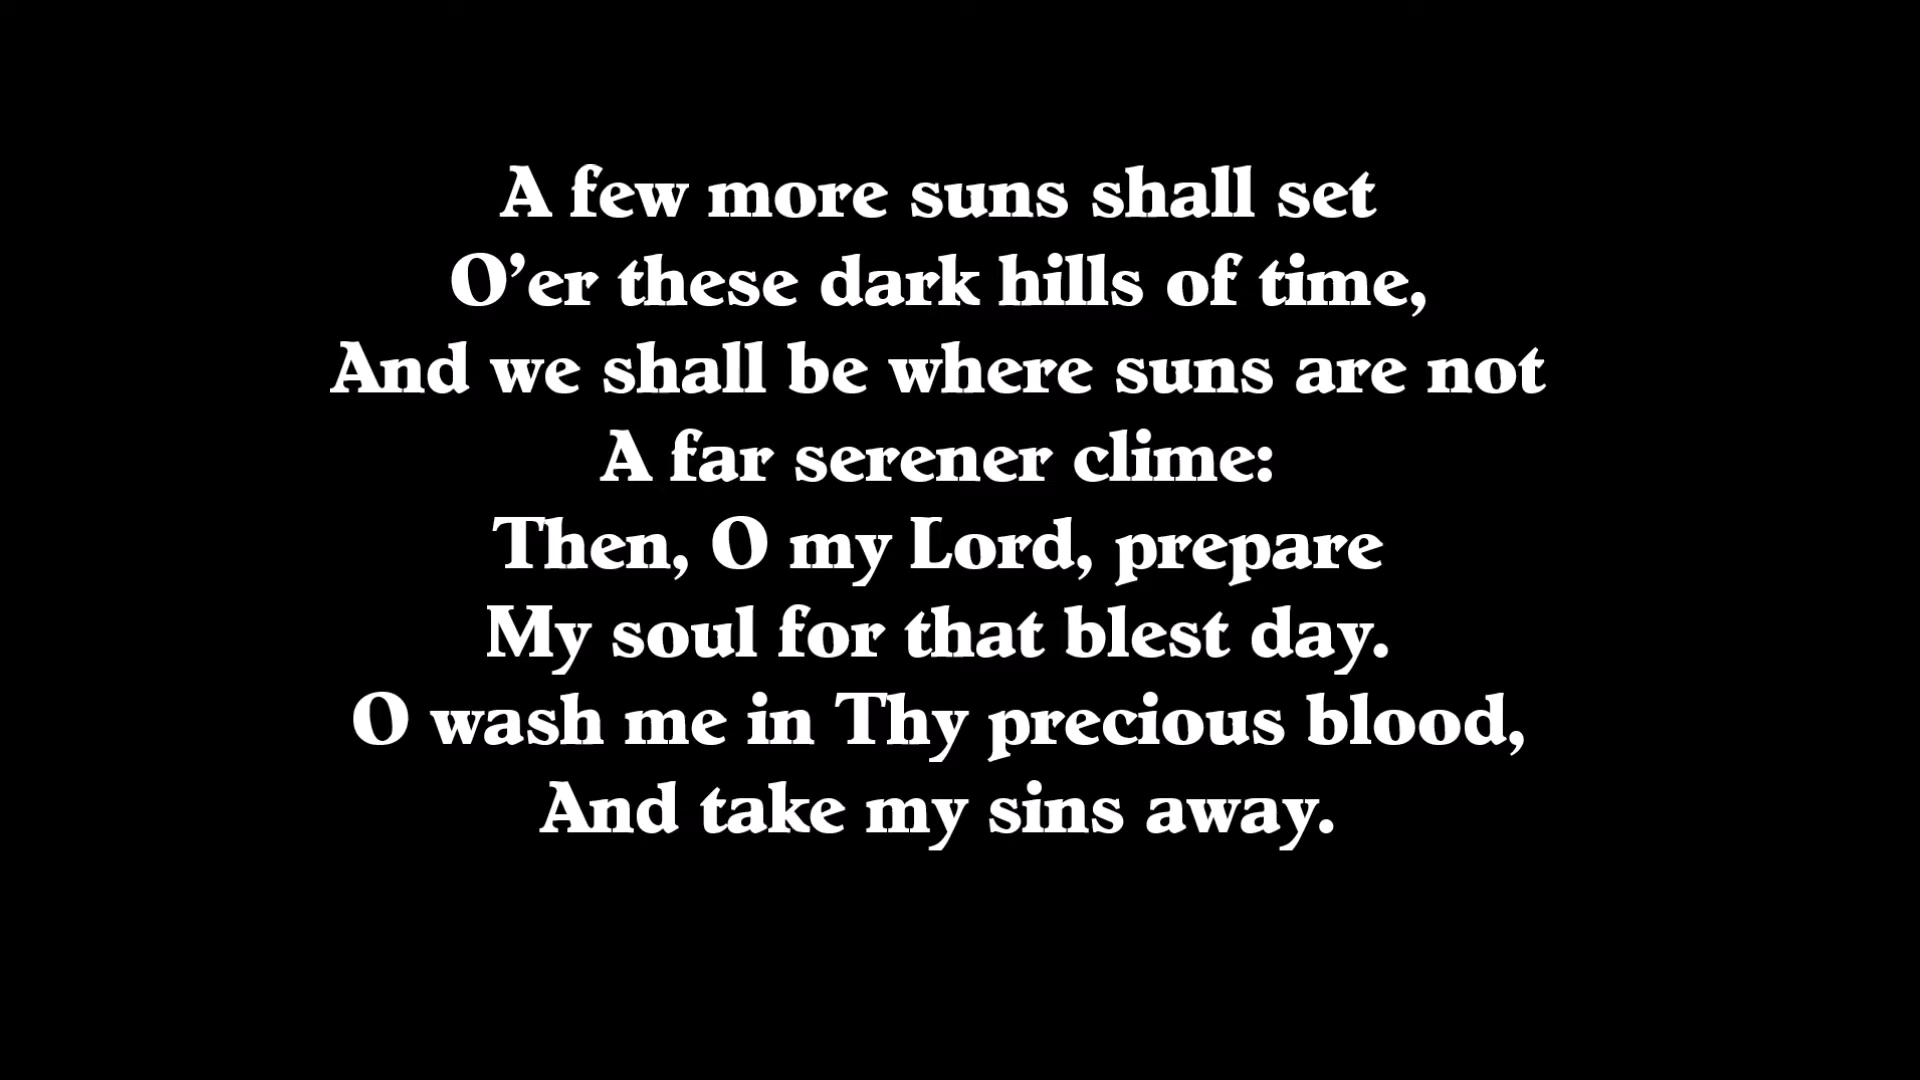 A few more suns shall set
O’er these dark hills of time,
And we shall be where suns are not
A far serener clime:
Then, O my Lord, prepare
My soul for that blest day.
O wash me in Thy precious blood,
And take my sins away.